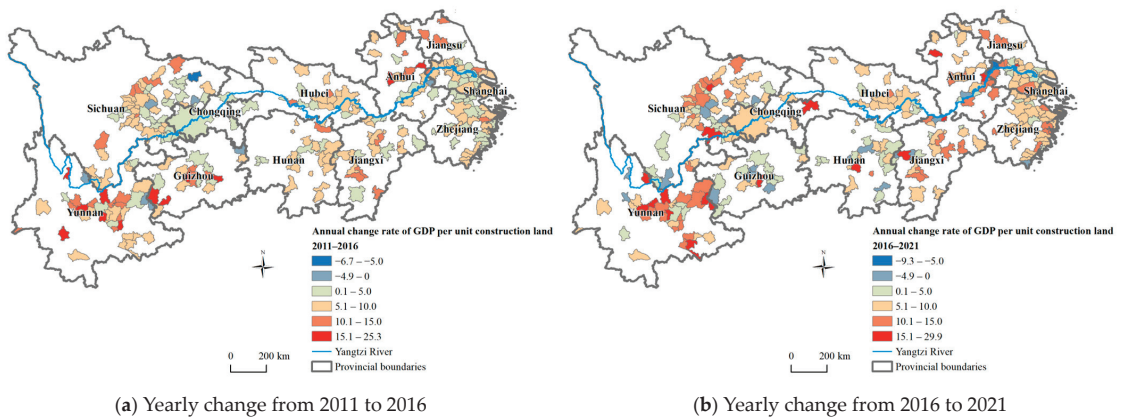 Jiangsu
Anhui
Hubei
Shanghai
Sichuan
Chongqing
Zhejiang
Hunan
Jiangxi
Guizhou
Yunnan
Annual change rate of GDP per unit construction land
2011–2016
N
−6.7 – −5.0
−4.9 – 0
0.1 – 5.0
5.1 – 10.0
10.1 – 15.0
15.1 – 25.3
Yangtzi River
Provincial boundaries
0 200 km
(a) Yearly change from 2011 to 2016
Jiangsu
Anhui
Hubei
Shanghai
Sichuan
Chongqing
Zhejiang
Hunan
Jiangxi
Guizhou
Yunnan
Annual change rate of GDP per unit construction land
2016–2021
N
−9.3 – −5.0
−4.9 – 0
0.1 – 5.0
5.1 – 10.0
10.1 – 15.0
15.1 – 29.9
Yangtzi River
Provincial boundaries
0 200 km
(b) Yearly change from 2016 to 2021